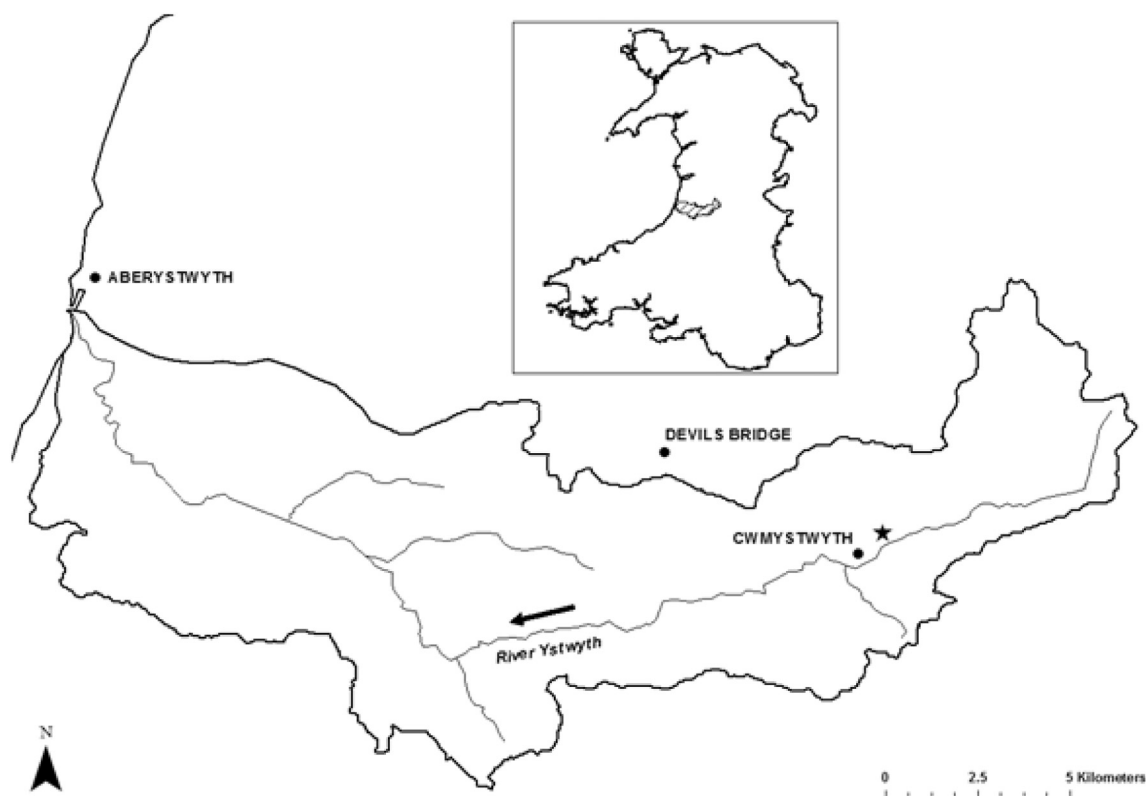 ABERYSTWYTH
DEVILS BRIDGE
CWMYSTWYTH
River Ystwyth
N
0 2.5 5 Kilometers